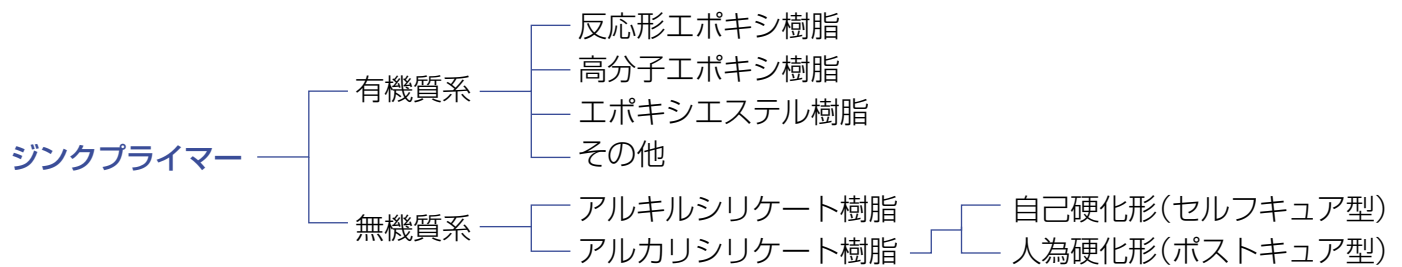 反応形エポキシ樹脂
高分子エポキシ樹脂
有機質系
エポキシエステル樹脂
その他
ジンクプライマー
アルキルシリケート樹脂
自己硬化形(セルフキュア型)
無機質系
アルカリシリケート樹脂
人為硬化形(ポストキュア型)